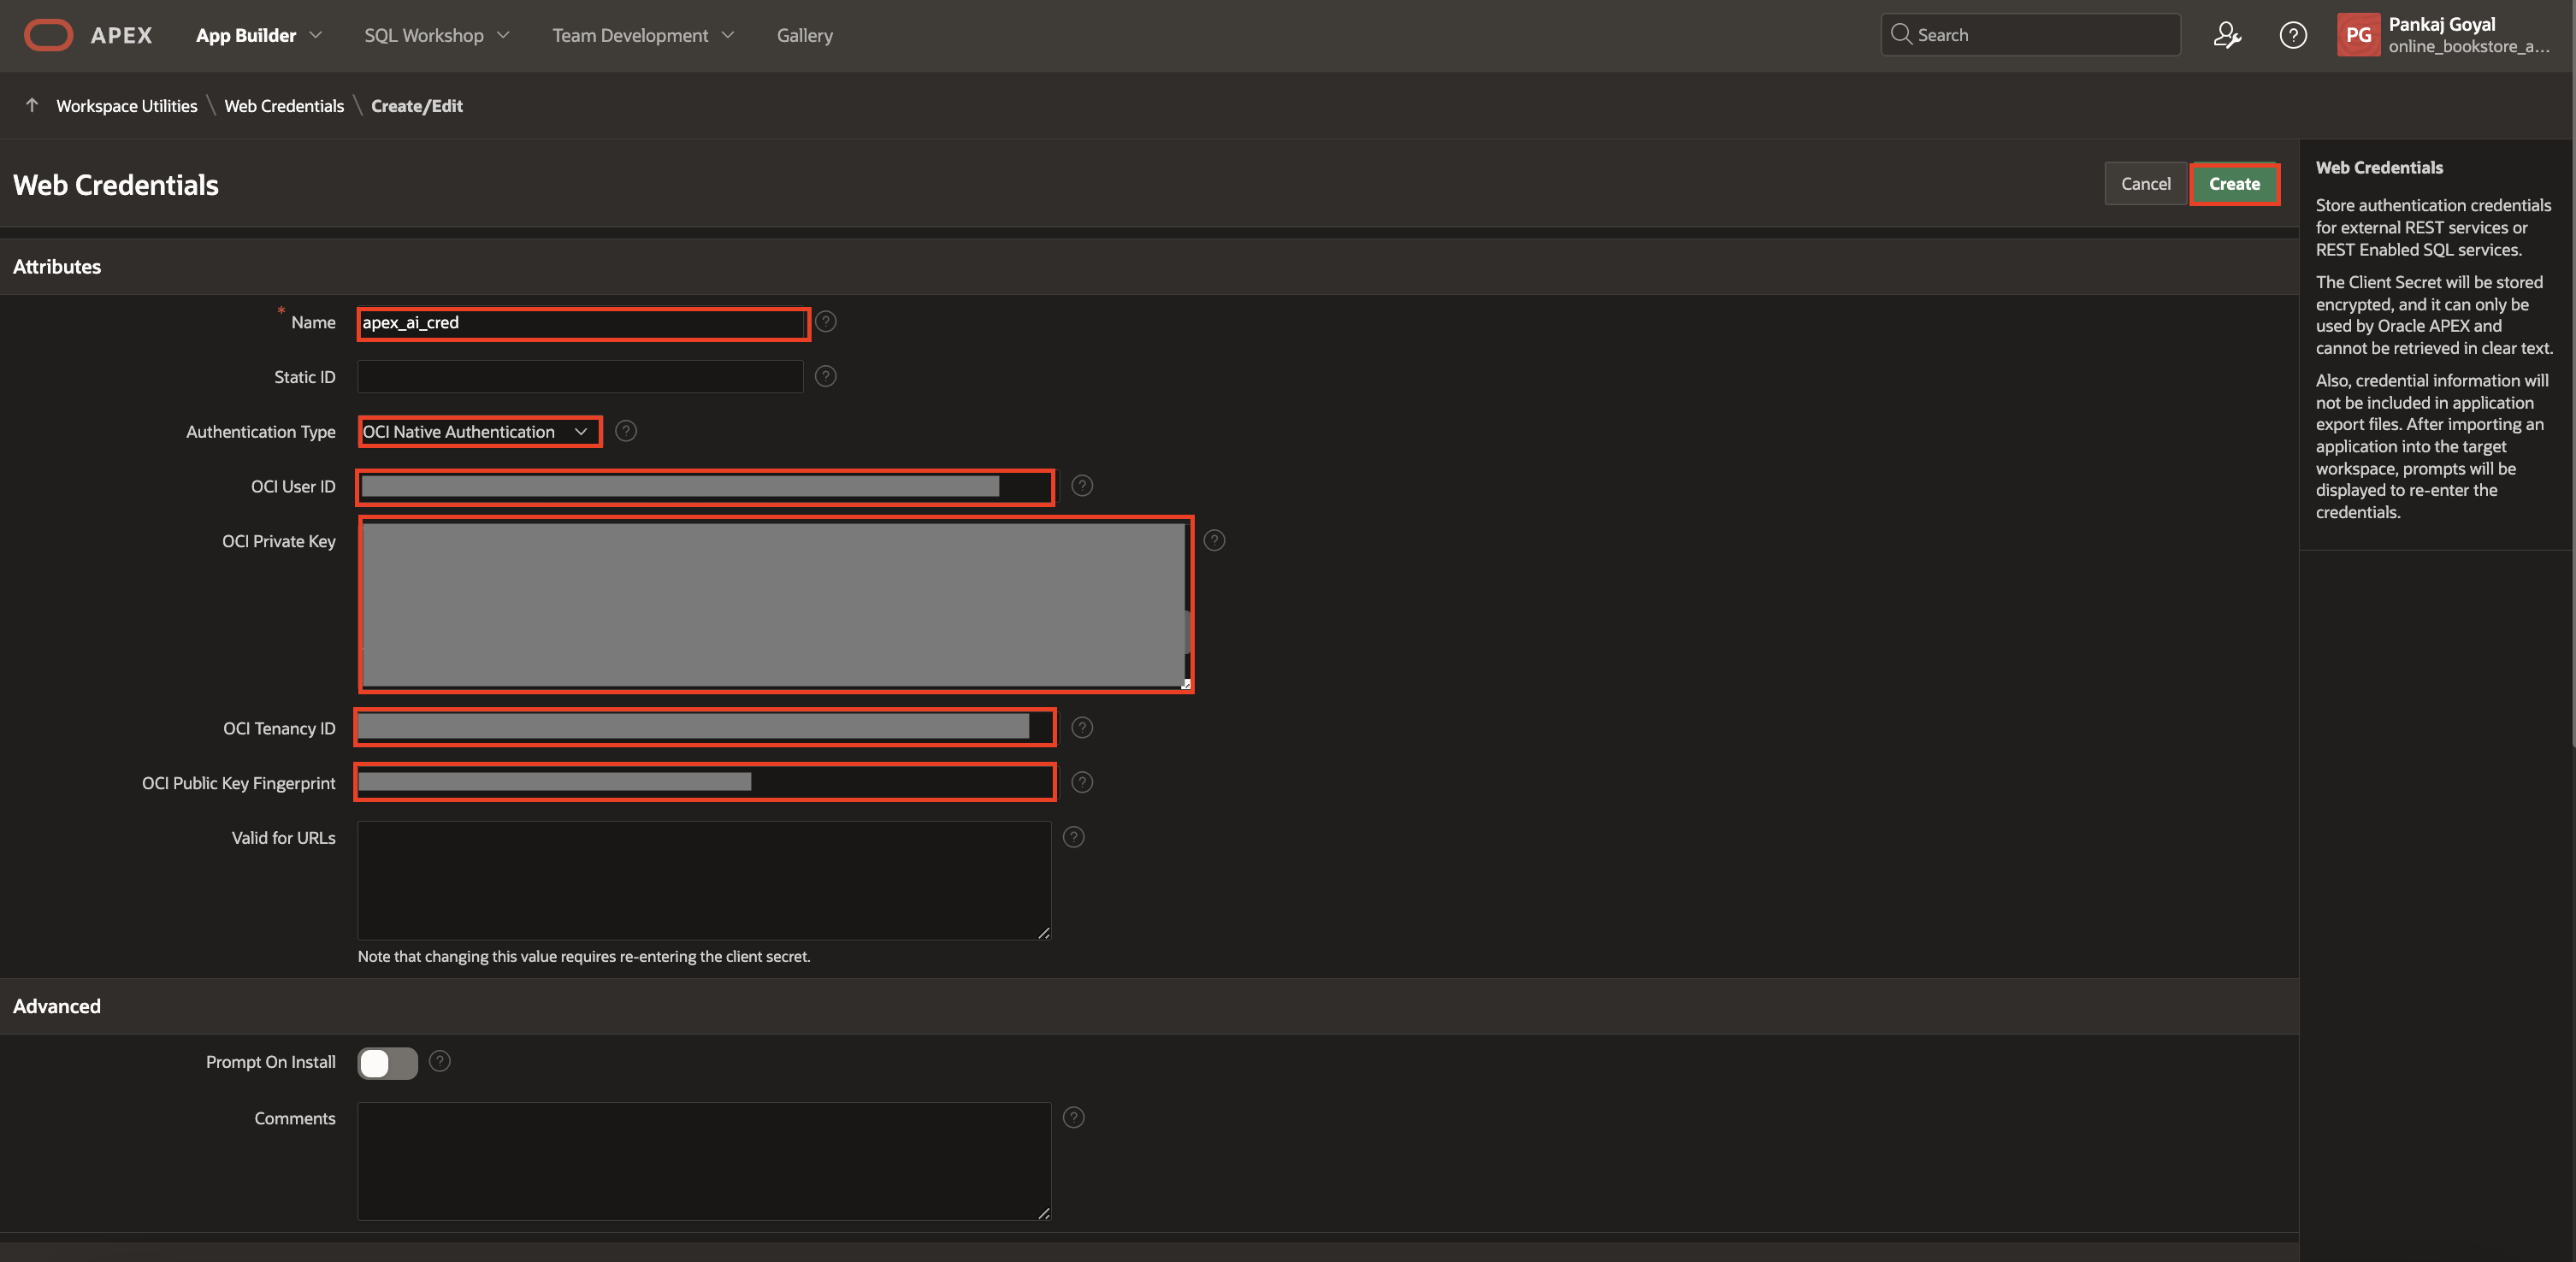 APEX App Builder SQL Workshop Team Development Gallery Search PG Pankaj Goyal
online_bookstore_a...
Workspace Utilities \ Web Credentials \ Create/Edit
Web Credentials
Cancel Create
Attributes
* Name apex_ai_cred
Static ID
Authentication Type OCI Native Authentication
OCI User ID
OCI Private Key
OCI Tenancy ID
OCI Public Key Fingerprint
Valid for URLs
Note that changing this value requires re-entering the client secret.
Advanced
Prompt On Install
Comments
Web Credentials
Store authentication credentials
for external REST services or
REST Enabled SQL services.
The Client Secret will be stored
encrypted, and it can only be
used by Oracle APEX and
cannot be retrieved in clear text.
Also, credential information will
not be included in application
export files. After importing an
application into the target
workspace, prompts will be
displayed to re-enter the
credentials.